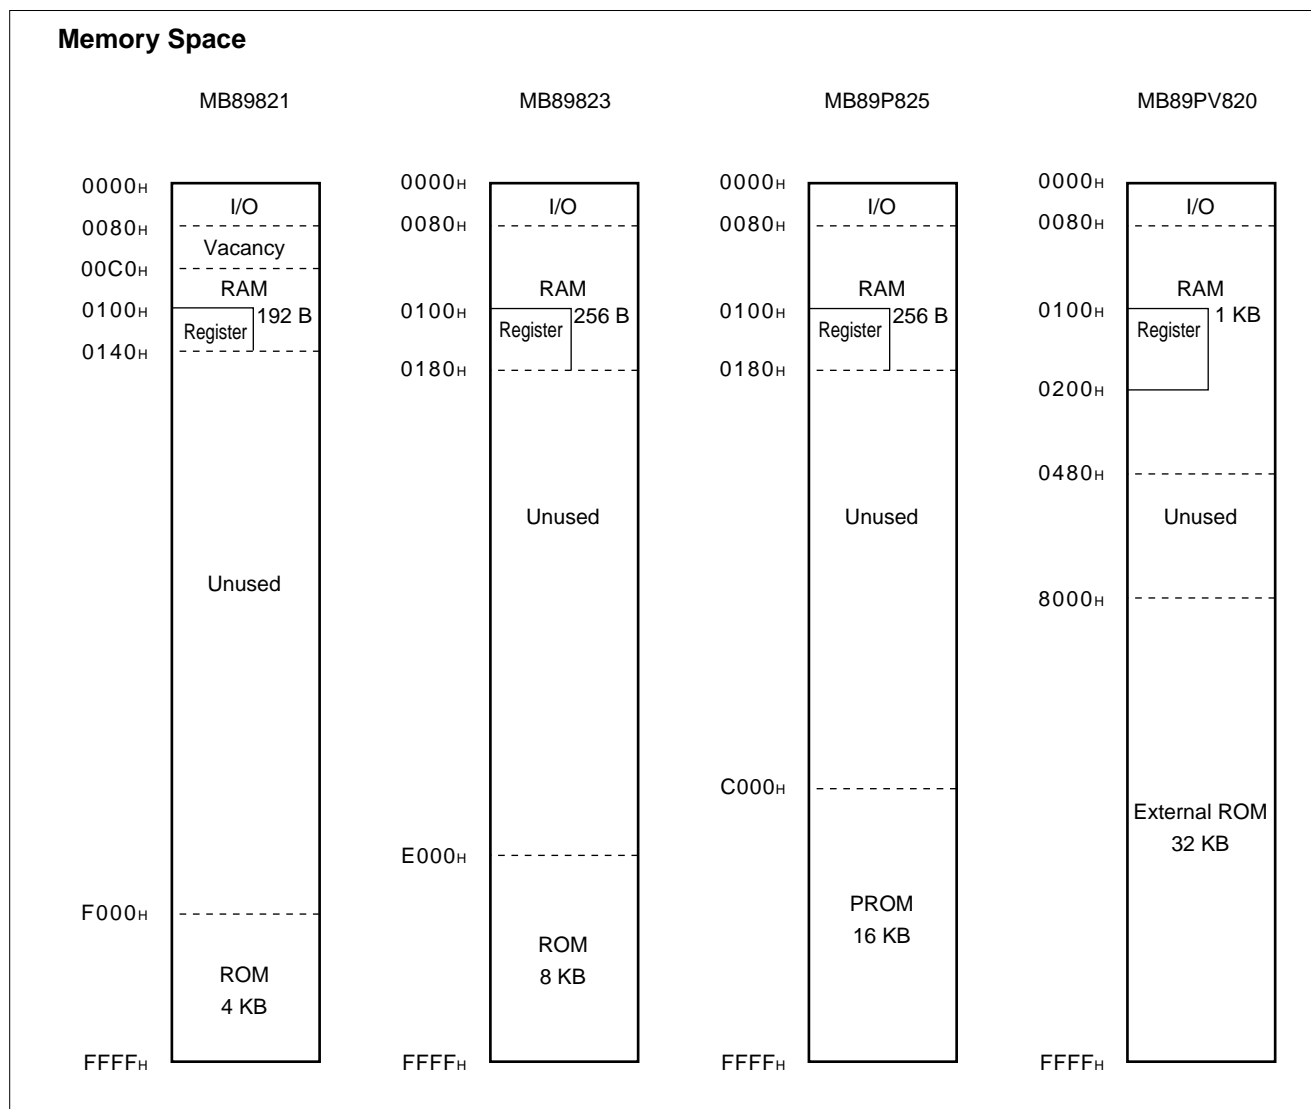 Memory Space
MB89821
0000H
I/O
0080H
Vacancy
00C0H
RAM
0100H
192 B
Register
0140H
Unused
F000H
ROM
4 KB
FFFFH
MB89823
0000H
I/O
0080H
RAM
0100H
256 B
Register
0180H
Unused
E000H
ROM
8 KB
FFFFH
MB89P825
0000H
I/O
0080H
RAM
0100H
256 B
Register
0180H
Unused
C000H
PROM
16 KB
FFFFH
MB89PV820
0000H
I/O
0080H
RAM
0100H
1 KB
Register
0200H
0480H
Unused
8000H
External ROM
32 KB
FFFFH